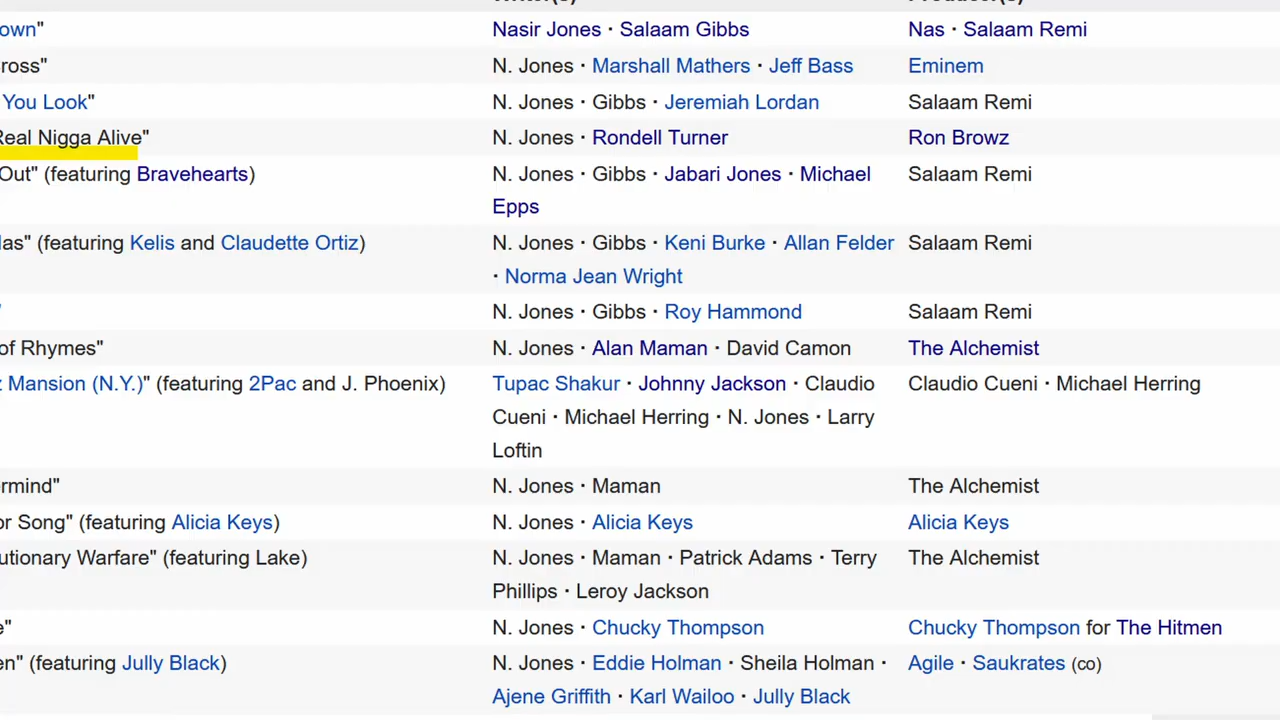 own" Nasir Jones · Salaam Gibbs Nas · Salaam Remi
ross" N. Jones · Marshall Mathers · Jeff Bass Eminem
You Look" N. Jones · Gibbs · Jeremiah Lordan Salaam Remi
Real Nigga Alive" N. Jones · Rondell Turner Ron Browz
Out" (featuring Bravehearts) N. Jones · Gibbs · Jabari Jones · Michael Salaam Remi
Epps
as" (featuring Kelis and Claudette Ortiz) N. Jones · Gibbs · Keni Burke · Allan Felder Salaam Remi
· Norma Jean Wright
" N. Jones · Gibbs · Roy Hammond Salaam Remi
of Rhymes" N. Jones · Alan Maman · David Camon The Alchemist
z Mansion (N.Y.)" (featuring 2Pac and J. Phoenix) Tupac Shakur · Johnny Jackson · Claudio Claudio Cueni · Michael Herring
Cueni · Michael Herring · N. Jones · Larry
Loftin
rmind" N. Jones · Maman The Alchemist
or Song" (featuring Alicia Keys) N. Jones · Alicia Keys Alicia Keys
utionary Warfare" (featuring Lake) N. Jones · Maman · Patrick Adams · Terry The Alchemist
Phillips · Leroy Jackson
e" N. Jones · Chucky Thompson Chucky Thompson for The Hitmen
en" (featuring Jully Black) N. Jones · Eddie Holman · Sheila Holman · Agile · Saukrates (co)
Ajene Griffith · Karl Wailoo · Jully Black